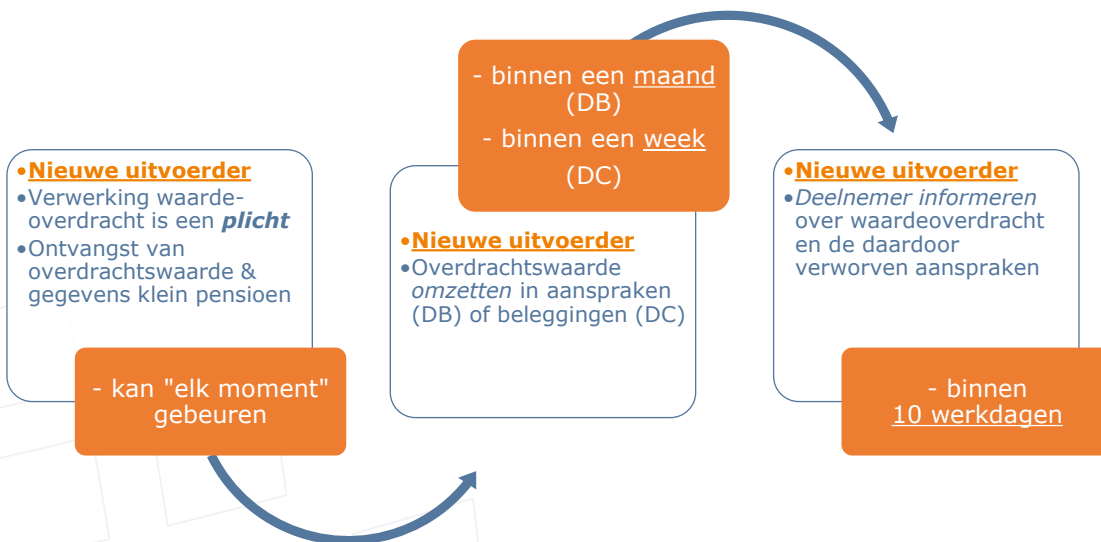 •Nieuwe uitvoerder
•Verwerking waarde-
overdracht is een plicht
•Ontvangst van
overdrachtswaarde &
gegevens klein pensioen
- kan "elk moment"
gebeuren
- binnen een maand
(DB)
- binnen een week
(DC)
•Nieuwe uitvoerder
•Overdrachtswaarde
omzetten in aanspraken
(DB) of beleggingen (DC)
•Nieuwe uitvoerder
•Deelnemer informeren
over waardeoverdracht
en de daardoor
verworven aanspraken
- binnen
10 werkdagen